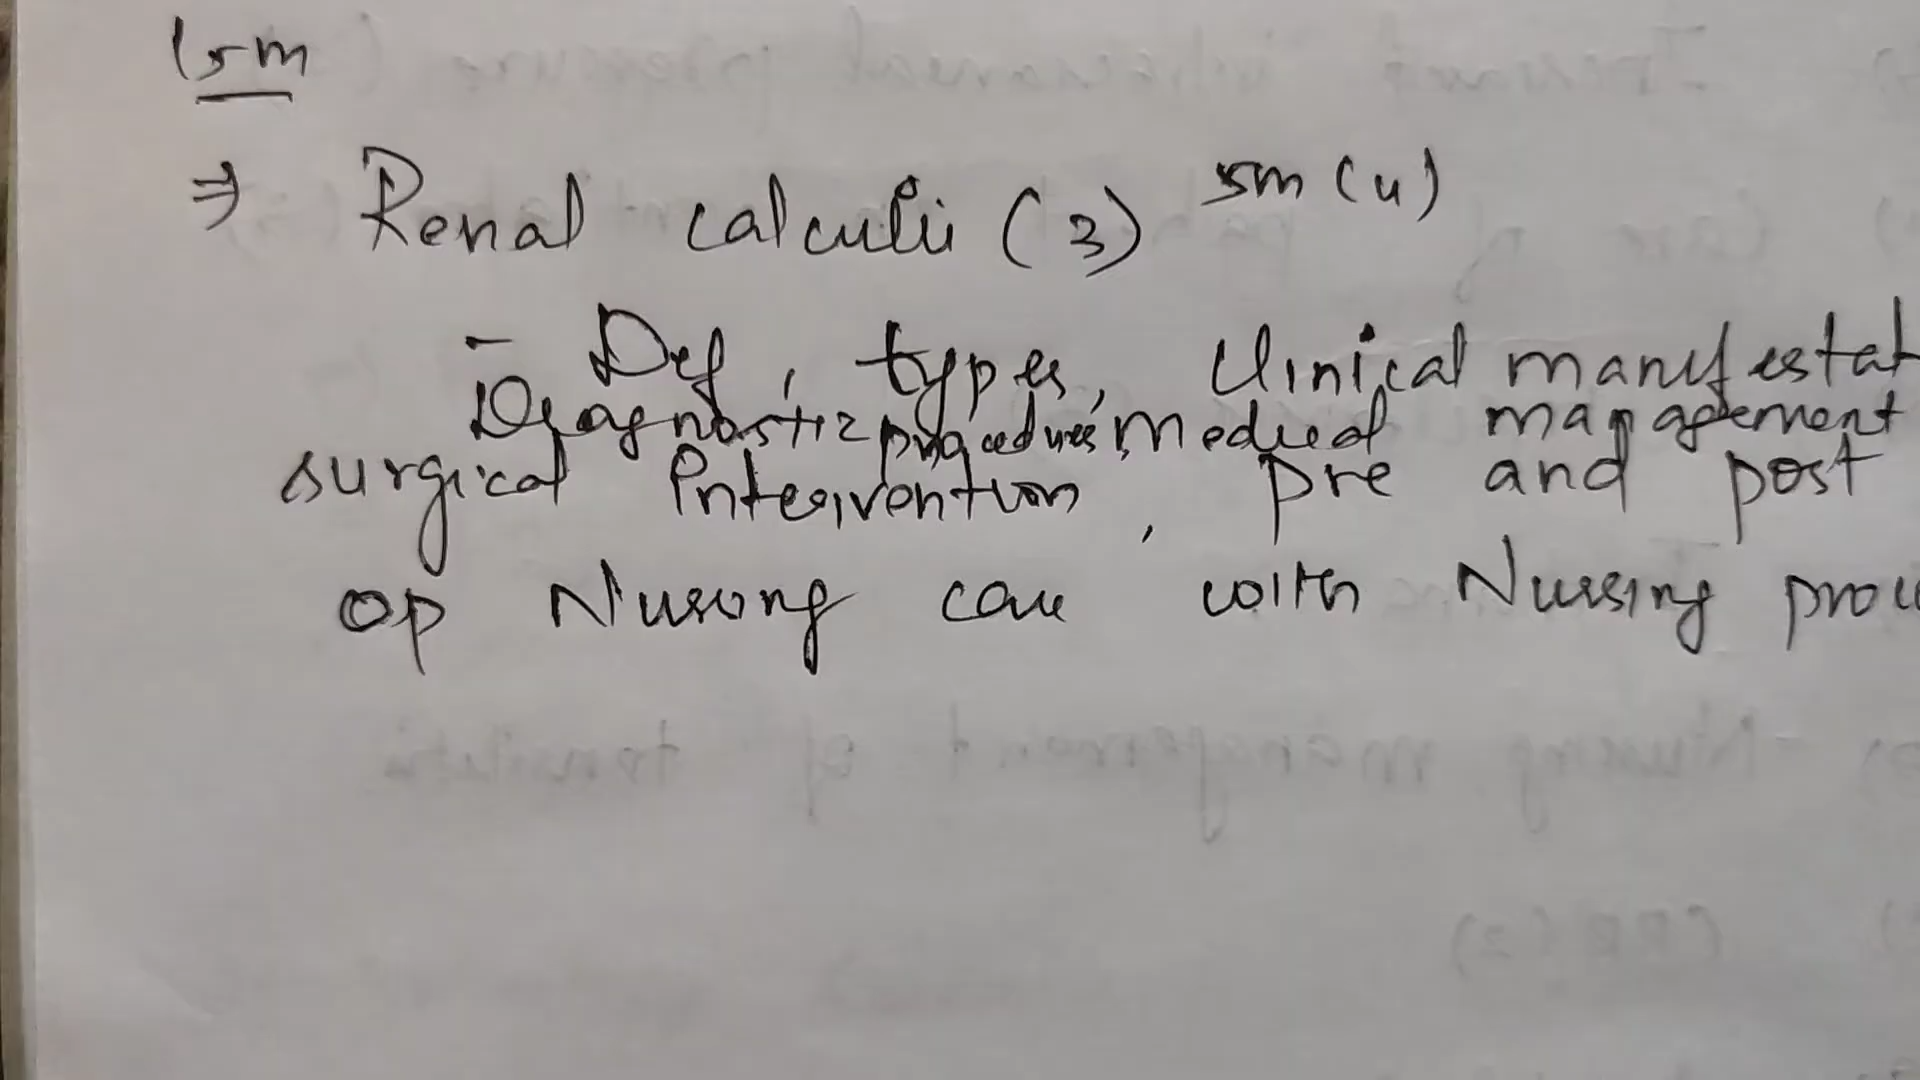 15m
⇒ Renal calculi (3) 5m (4)
- Def, types, Clinical manifestat
Diagnostic procedures, Medical management
surgical Intervention, pre and post
op Nursing care with Nursing proce